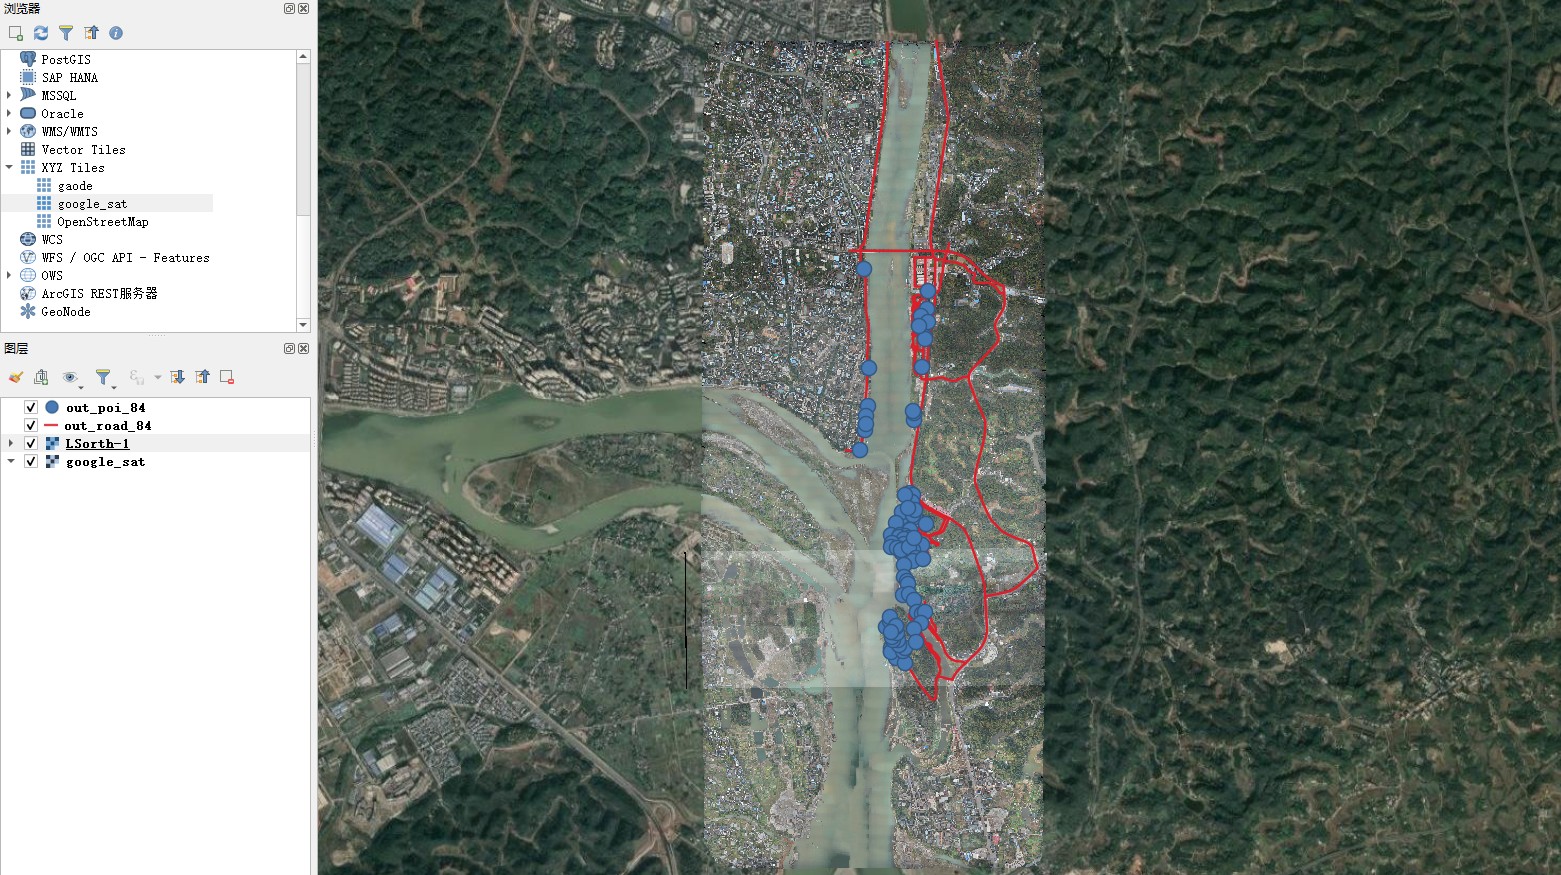 浏览器
PostGIS
SAP HANA
MSSQL
Oracle
WMS/WMTS
Vector Tiles
XYZ Tiles
gaode
google_sat
OpenStreetMap
WCS
WFS / OGC API - Features
OWS
ArcGIS REST服务器
GeoNode
图层
out_poi_84
out_road_84
LSorth-1
google_sat